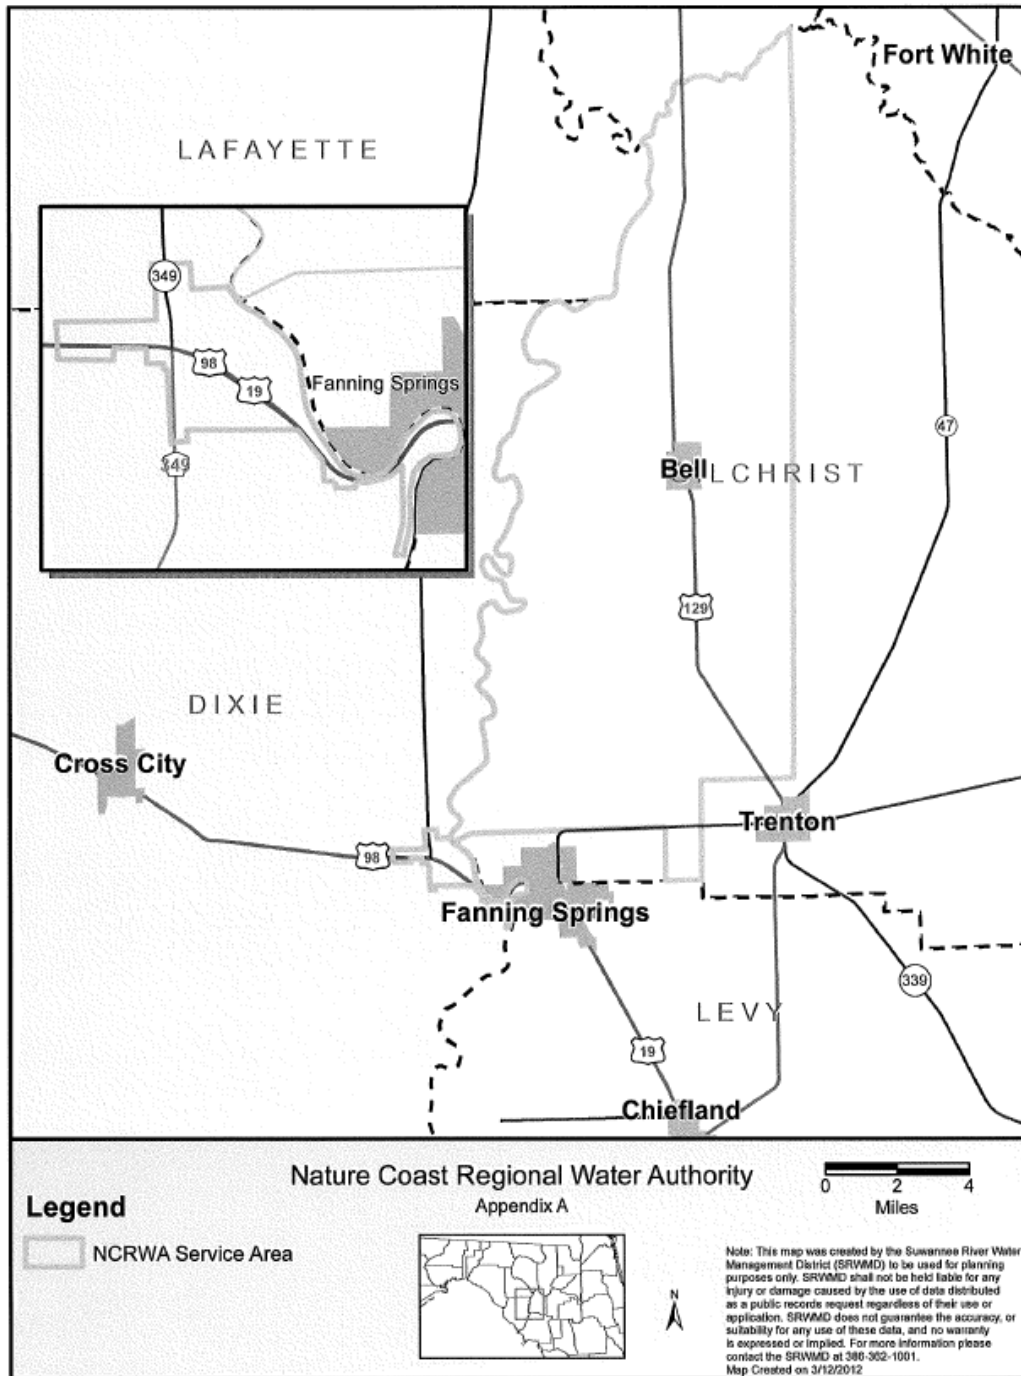 Fort White
LAFAYETTE
349
98
19
Fanning Springs
349
47
Bell
GILCHRIST
129
DIXIE
Cross City
Trenton
98
Fanning Springs
339
LEVY
19
Chiefland
Nature Coast Regional Water Authority
Appendix A
0 2 4
Miles
Legend
NCRWA Service Area
N
Note: This map was created by the Suwannee River Water
Management District (SRWMD) to be used for planning
purposes only. SRWMD shall not be held liable for any
injury or damage caused by the use of data distributed
as a public records request regardless of their use or
application. SRWMD does not guarantee the accuracy, or
suitability for any use of these data, and no warranty
is expressed or implied. For more information please
contact the SRWMD at 386-362-1001.
Map Created on 3/12/2012